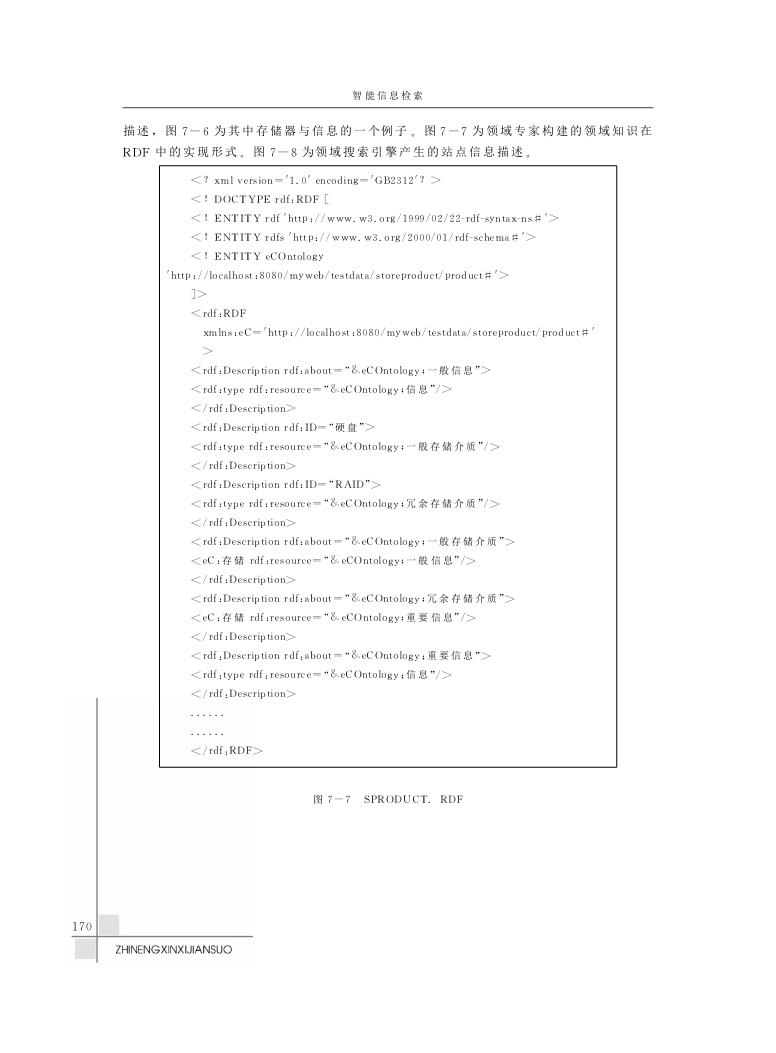 智能信息检索
描述，图 7－6 为其中存储器与信息的一个例子。图 7－7 为领域专家构建的领域知识在
RDF 中的实现形式。图 7－8 为领域搜索引擎产生的站点信息描述。
＜？xml version＝′1．0′ encoding＝′GB2312′？＞
＜！DOCTYPE rdf：RDF［
＜！ENTITY rdf ′http：//www．w3．org/1999/02/22-rdf-syntax-ns＃′＞
＜！ENTITY rdfs ′http：//www．w3．org/2000/01/rdf-schema＃′＞
＜！ENTITY eCOntology
′http：//localhost:8080/myweb/testdata/storeproduct/product＃′＞
］＞
＜rdf：RDF
xmlns：eC＝′http：//localhost:8080/myweb/testdata/storeproduct/product＃′
＞
＜rdf：Description rdf：about＝“&eCOntology；一般信息”＞
＜rdf：type rdf：resource＝“&eCOntology；信息”/＞
＜/rdf：Description＞
＜rdf：Description rdf：ID＝“硬盘”＞
＜rdf：type rdf：resource＝“&eCOntology；一般存储介质”/＞
＜/rdf：Description＞
＜rdf：Description rdf：ID＝“RAID”＞
＜rdf：type rdf：resource＝“&eCOntology；冗余存储介质”/＞
＜/rdf：Description＞
＜rdf：Description rdf：about＝“&eCOntology；一般存储介质”＞
＜eC：存储 rdf：resource＝“&eCOntology；一般信息”/＞
＜/rdf：Description＞
＜rdf：Description rdf：about＝“&eCOntology；冗余存储介质”＞
＜eC：存储 rdf：resource＝“&eCOntology；重要信息”/＞
＜/rdf：Description＞
＜rdf：Description rdf：about＝“&eCOntology；重要信息”＞
＜rdf：type rdf：resource＝“&eCOntology；信息”/＞
＜/rdf：Description＞
......
......
＜/rdf：RDF＞
图 7－7 SPRODUCT．RDF
170
ZHINENGXINXIJIANSUO